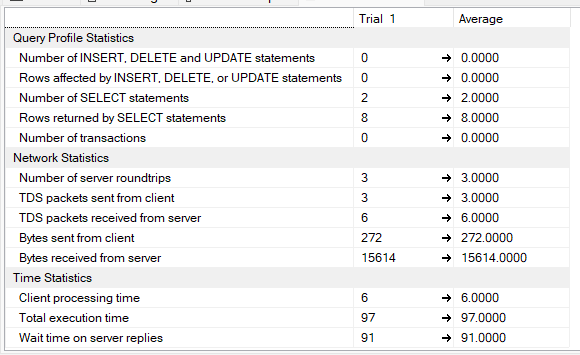 Trial 1 Average
Query Profile Statistics
Number of INSERT, DELETE and UPDATE statements 0 → 0.0000
Rows affected by INSERT, DELETE, or UPDATE statements 0 → 0.0000
Number of SELECT statements 2 → 2.0000
Rows returned by SELECT statements 8 → 8.0000
Number of transactions 0 → 0.0000
Network Statistics
Number of server roundtrips 3 → 3.0000
TDS packets sent from client 3 → 3.0000
TDS packets received from server 6 → 6.0000
Bytes sent from client 272 → 272.0000
Bytes received from server 15614 → 15614.0000
Time Statistics
Client processing time 6 → 6.0000
Total execution time 97 → 97.0000
Wait time on server replies 91 → 91.0000